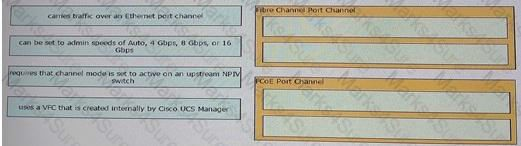 carries traffic over an Ethernet port channel
can be set to admin speeds of Auto, 4 Gbps, 8 Gbps, or 16
Gbps
requires that channel mode is set to active on an upstream NPIV
switch
uses a VFC that is created internally by Cisco UCS Manager
Fibre Channel Port Channel
FCoE Port Channel